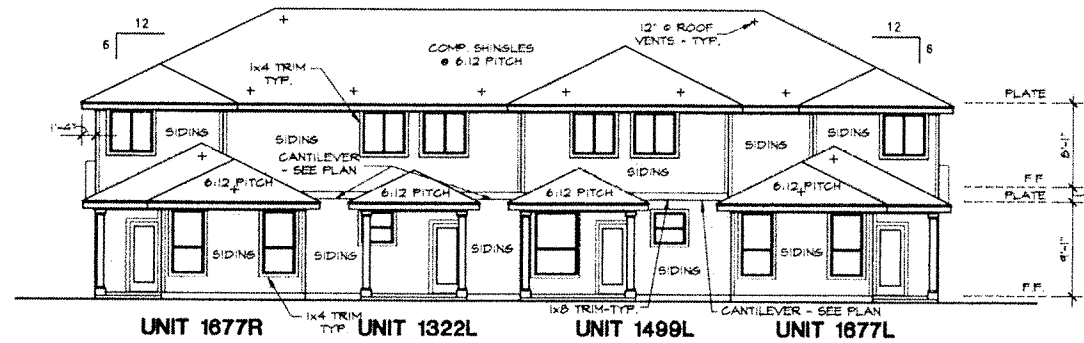 12
6
12" Ø ROOF
VENTS - TYP.
12
6
COMP. SHINGLES
@ 6:12 PITCH
1x4 TRIM
TYP.
PLATE
1'-4"
SIDING
SIDING
SIDING
SIDING
SIDING
8'-1"
CANTILEVER
- SEE PLAN
6:12 PITCH
6:12 PITCH
6:12 PITCH
6:12 PITCH
F.F.
PLATE
SIDING
SIDING
SIDING
SIDING
SIDING
9'-1"
F.F.
1x4 TRIM
TYP.
1x8 TRIM-TYP.
CANTILEVER - SEE PLAN
UNIT 1677R
UNIT 1322L
UNIT 1499L
UNIT 1677L